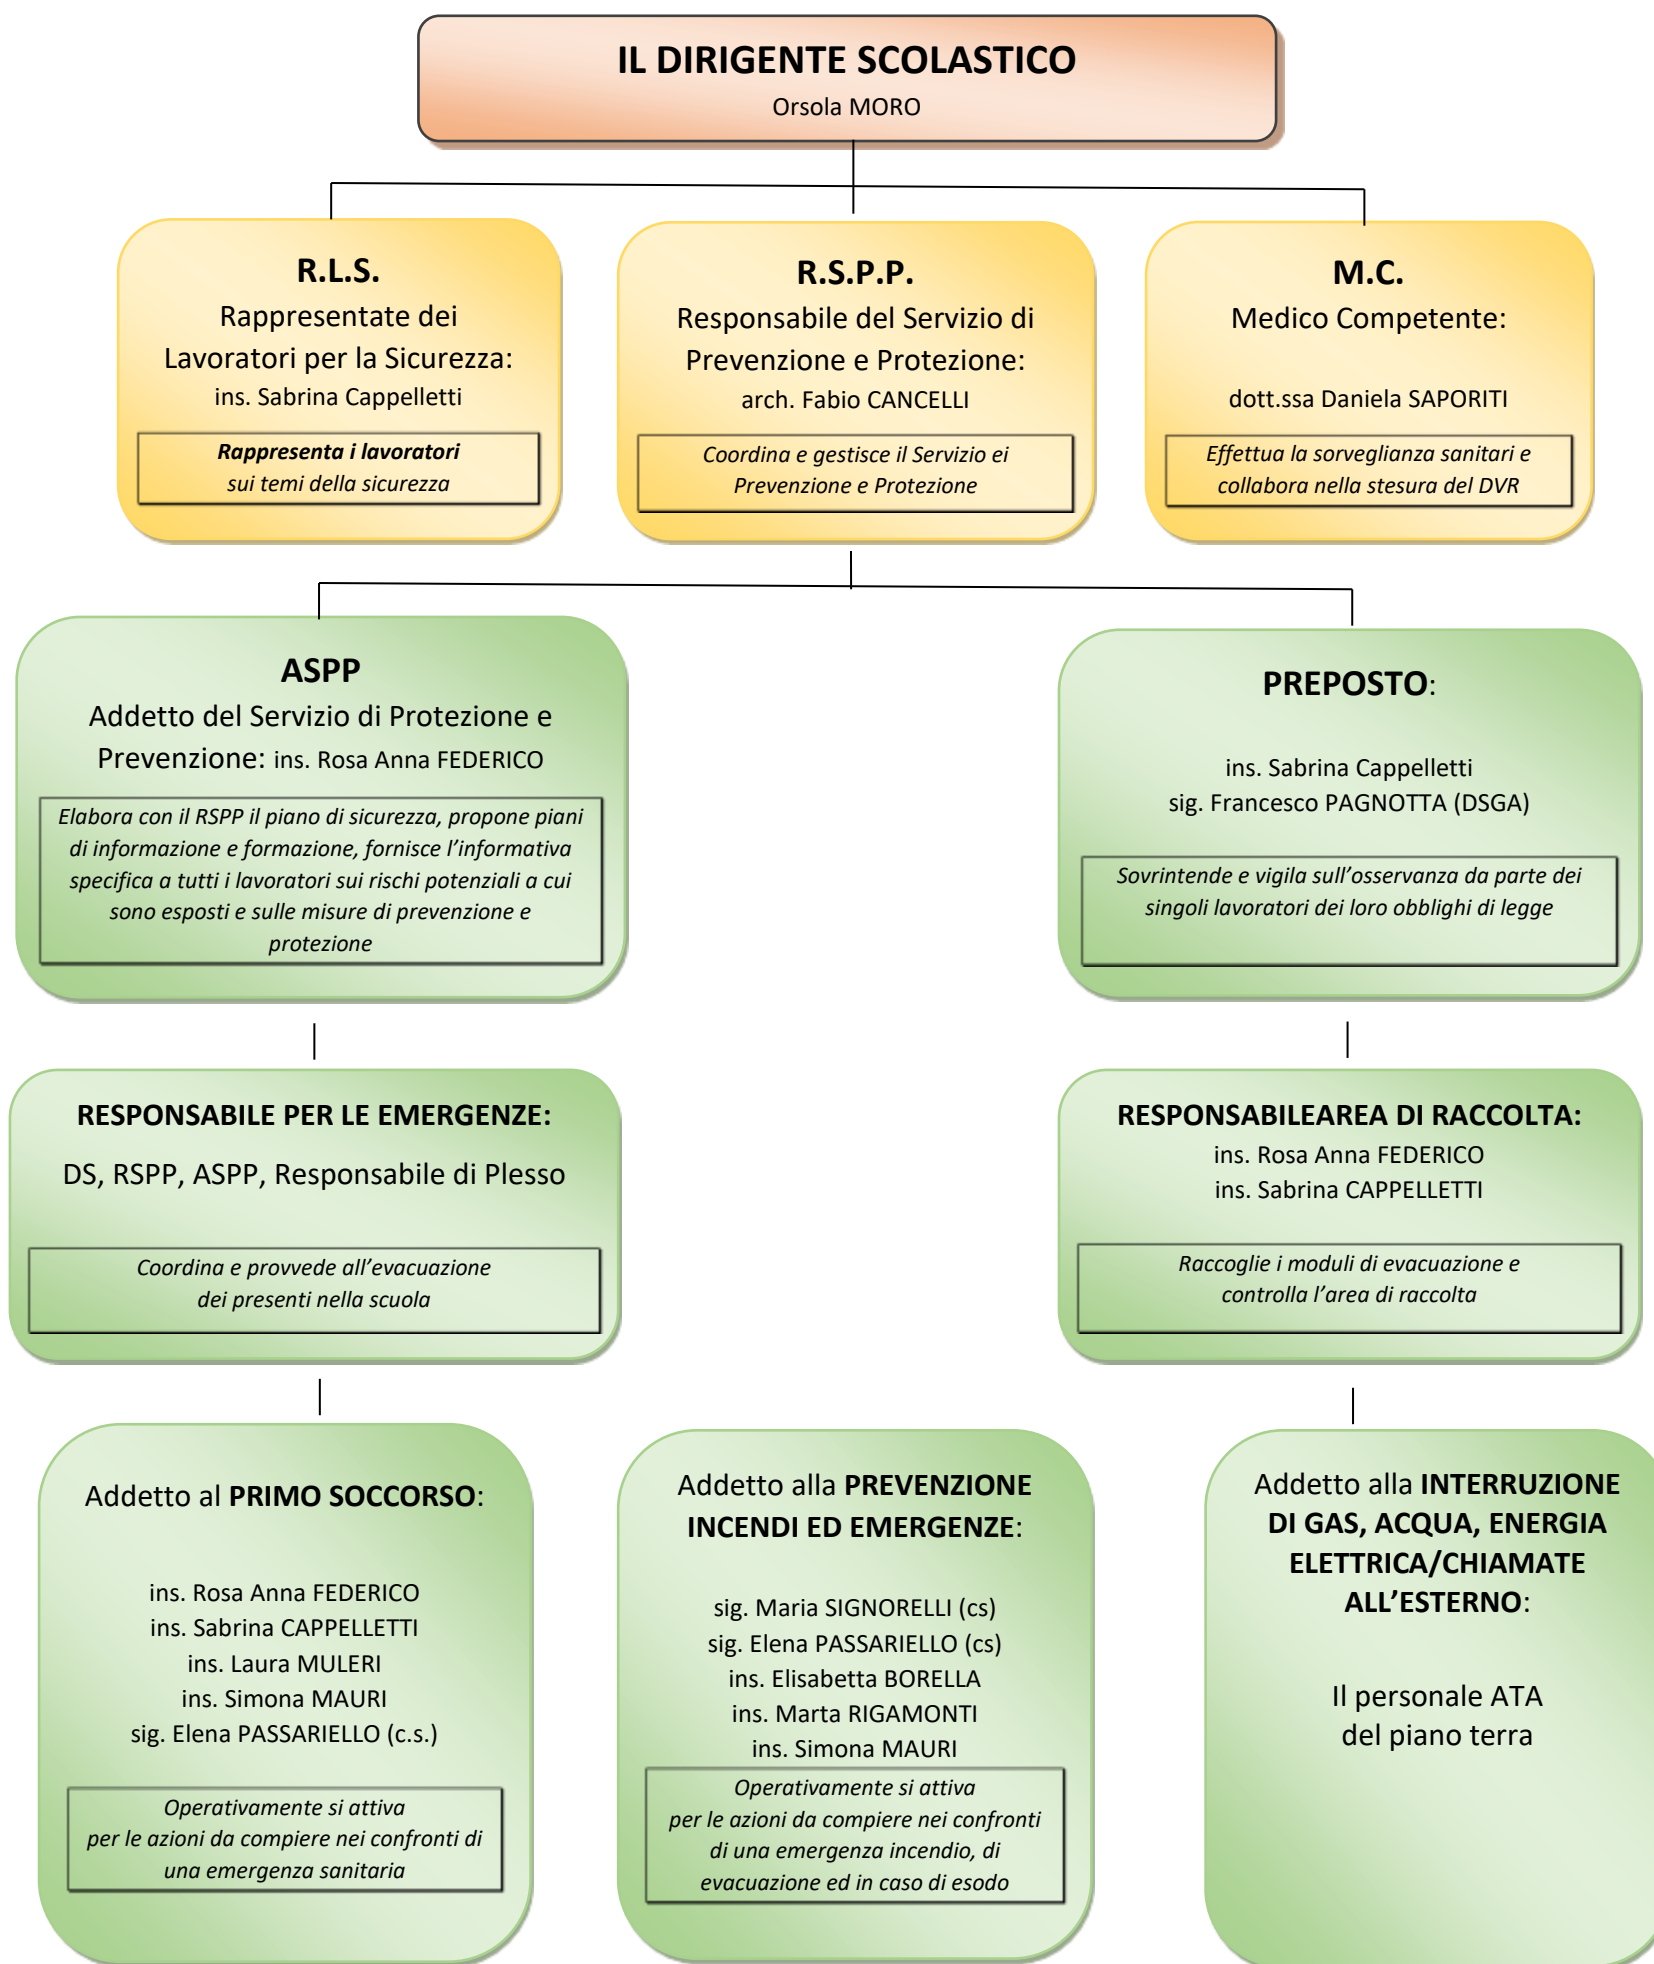 IL DIRIGENTE SCOLASTICO
Orsola MORO
R.L.S.
Rappresentate dei
Lavoratori per la Sicurezza:
ins. Sabrina Cappelletti
Rappresenta i lavoratori
sui temi della sicurezza
R.S.P.P.
Responsabile del Servizio di
Prevenzione e Protezione:
arch. Fabio CANCELLI
Coordina e gestisce il Servizio ei
Prevenzione e Protezione
M.C.
Medico Competente:
dott.ssa Daniela SAPORITI
Effettua la sorveglianza sanitari e
collabora nella stesura del DVR
ASPP
Addetto del Servizio di Protezione e
Prevenzione: ins. Rosa Anna FEDERICO
Elabora con il RSPP il piano di sicurezza, propone piani
di informazione e formazione, fornisce l'informativa
specifica a tutti i lavoratori sui rischi potenziali a cui
sono esposti e sulle misure di prevenzione e
protezione
PREPOSTO:
ins. Sabrina Cappelletti
sig. Francesco PAGNOTTA (DSGA)
Sovrintende e vigila sull'osservanza da parte dei
singoli lavoratori dei loro obblighi di legge
RESPONSABILE PER LE EMERGENZE:
DS, RSPP, ASPP, Responsabile di Plesso
Coordina e provvede all'evacuazione
dei presenti nella scuola
RESPONSABILEAREA DI RACCOLTA:
ins. Rosa Anna FEDERICO
ins. Sabrina CAPPELLETTI
Raccoglie i moduli di evacuazione e
controlla l'area di raccolta
Addetto al PRIMO SOCCORSO:
ins. Rosa Anna FEDERICO
ins. Sabrina CAPPELLETTI
ins. Laura MULERI
ins. Simona MAURI
sig. Elena PASSARIELLO (c.s.)
Operativamente si attiva
per le azioni da compiere nei confronti di
una emergenza sanitaria
Addetto alla PREVENZIONE
INCENDI ED EMERGENZE:
sig. Maria SIGNORELLI (cs)
sig. Elena PASSARIELLO (cs)
ins. Elisabetta BORELLA
ins. Marta RIGAMONTI
ins. Simona MAURI
Operativamente si attiva
per le azioni da compiere nei confronti
di una emergenza incendio, di
evacuazione ed in caso di esodo
Addetto alla INTERRUZIONE
DI GAS, ACQUA, ENERGIA
ELETTRICA/CHIAMATE
ALL'ESTERNO:
Il personale ATA
del piano terra